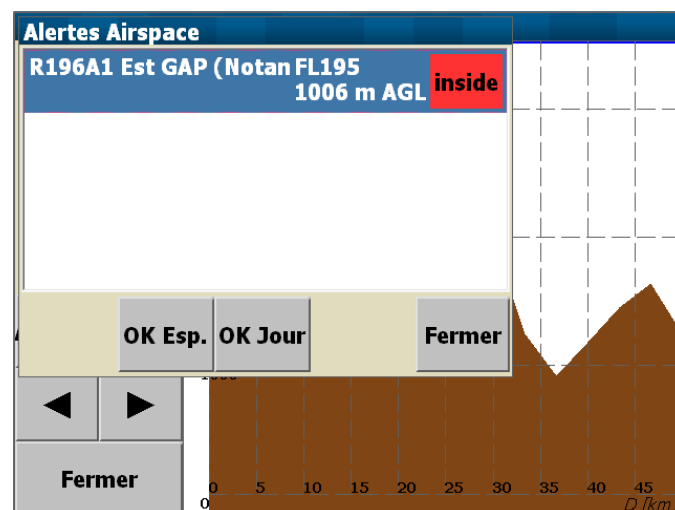 Alertes Airspace
R196A1 Est GAP (Notan FL195
1006 m AGL
inside
OK Esp. OK Jour Fermer
Fermer
0 5 10 15 20 25 30 35 40 45
0
D [km